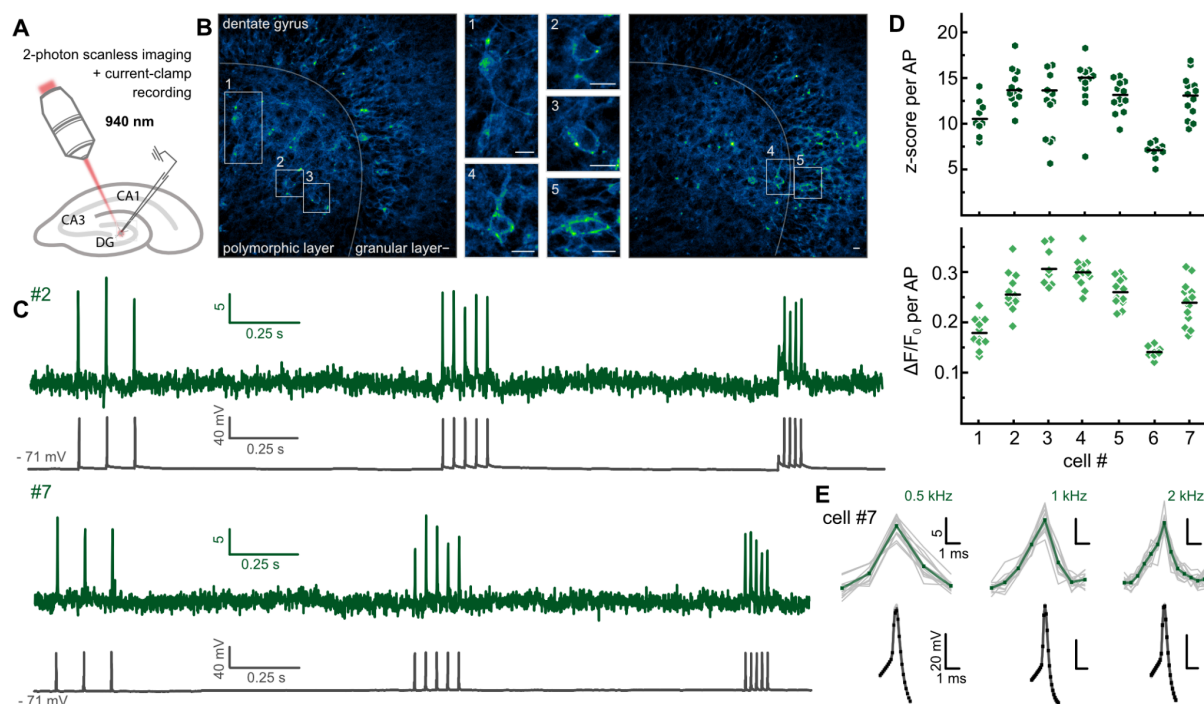 A
2-photon scanless imaging
+ current-clamp
recording
940 nm
CA1
CA3
DG
B
dentate gyrus
1
2
3
polymorphic layer
granular layer
1
2
3
4
5
4
5
C
#2
5
0.25 s
40 mV
0.25 s
- 71 mV
#7
5
0.25 s
40 mV
0.25 s
- 71 mV
D
z-score per AP
20
15
10
5
ΔF/F0 per AP
0.3
0.2
0.1
1 2 3 4 5 6 7
cell #
E
cell #7
0.5 kHz
1 kHz
2 kHz
5
1 ms
20 mV
1 ms